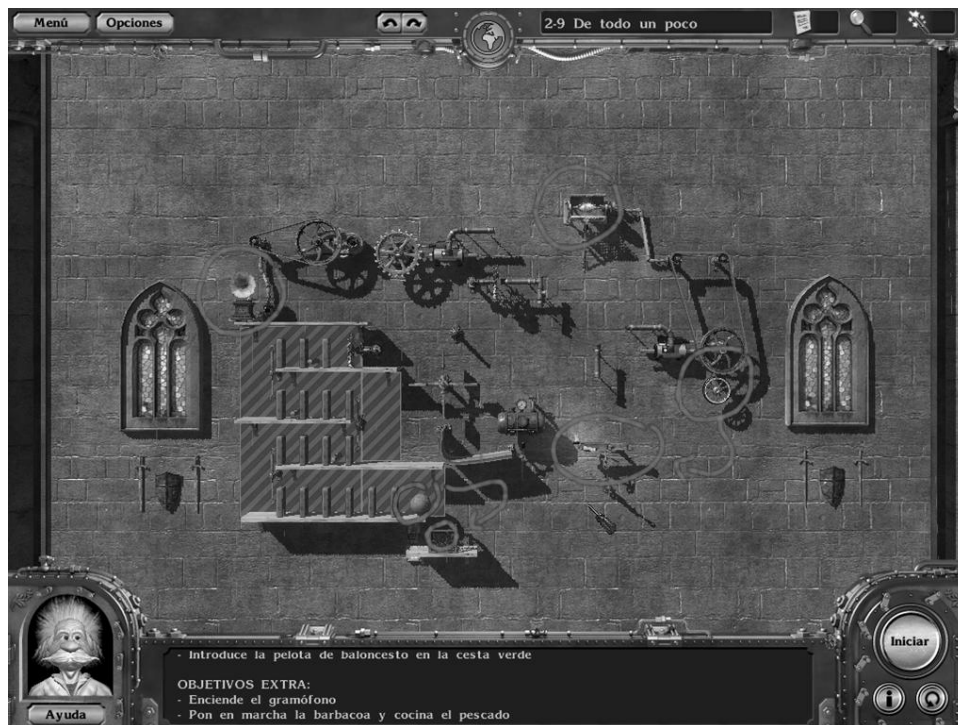 Menú
Opciones
2-9 De todo un poco
- Introduce la pelota de baloncesto en la cesta verde
OBJETIVOS EXTRA:
- Enciende el gramófono
- Pon en marcha la barbacoa y cocina el pescado
Ayuda
Iniciar